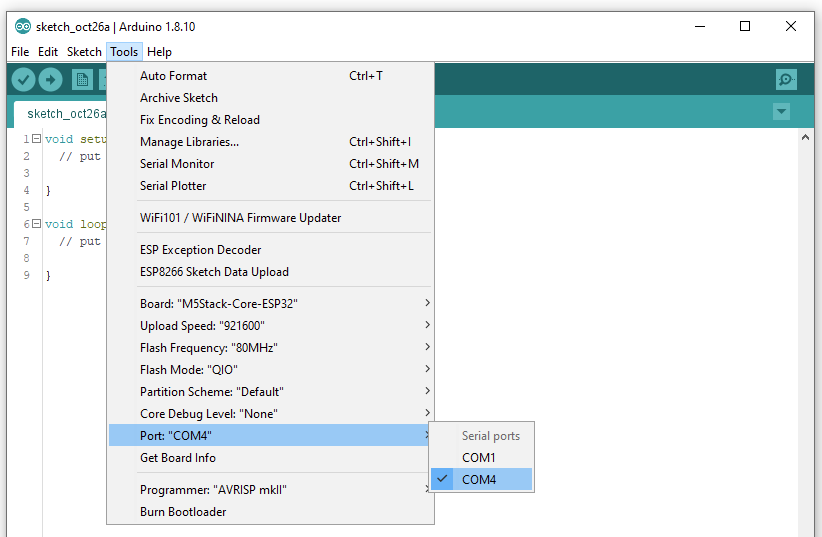 sketch_oct26a | Arduino 1.8.10
File Edit Sketch Tools Help
sketch_oct26a
1 void setu
2 // put
3
4 }
5
6 void loop
7 // put
8
9 }
Auto Format Ctrl+T
Archive Sketch
Fix Encoding & Reload
Manage Libraries... Ctrl+Shift+I
Serial Monitor Ctrl+Shift+M
Serial Plotter Ctrl+Shift+L
WiFi101 / WiFiNINA Firmware Updater
ESP Exception Decoder
ESP8266 Sketch Data Upload
Board: "M5Stack-Core-ESP32"
Upload Speed: "921600"
Flash Frequency: "80MHz"
Flash Mode: "QIO"
Partition Scheme: "Default"
Core Debug Level: "None"
Port: "COM4"
Get Board Info
Programmer: "AVRISP mkII"
Burn Bootloader
Serial ports
COM1
COM4